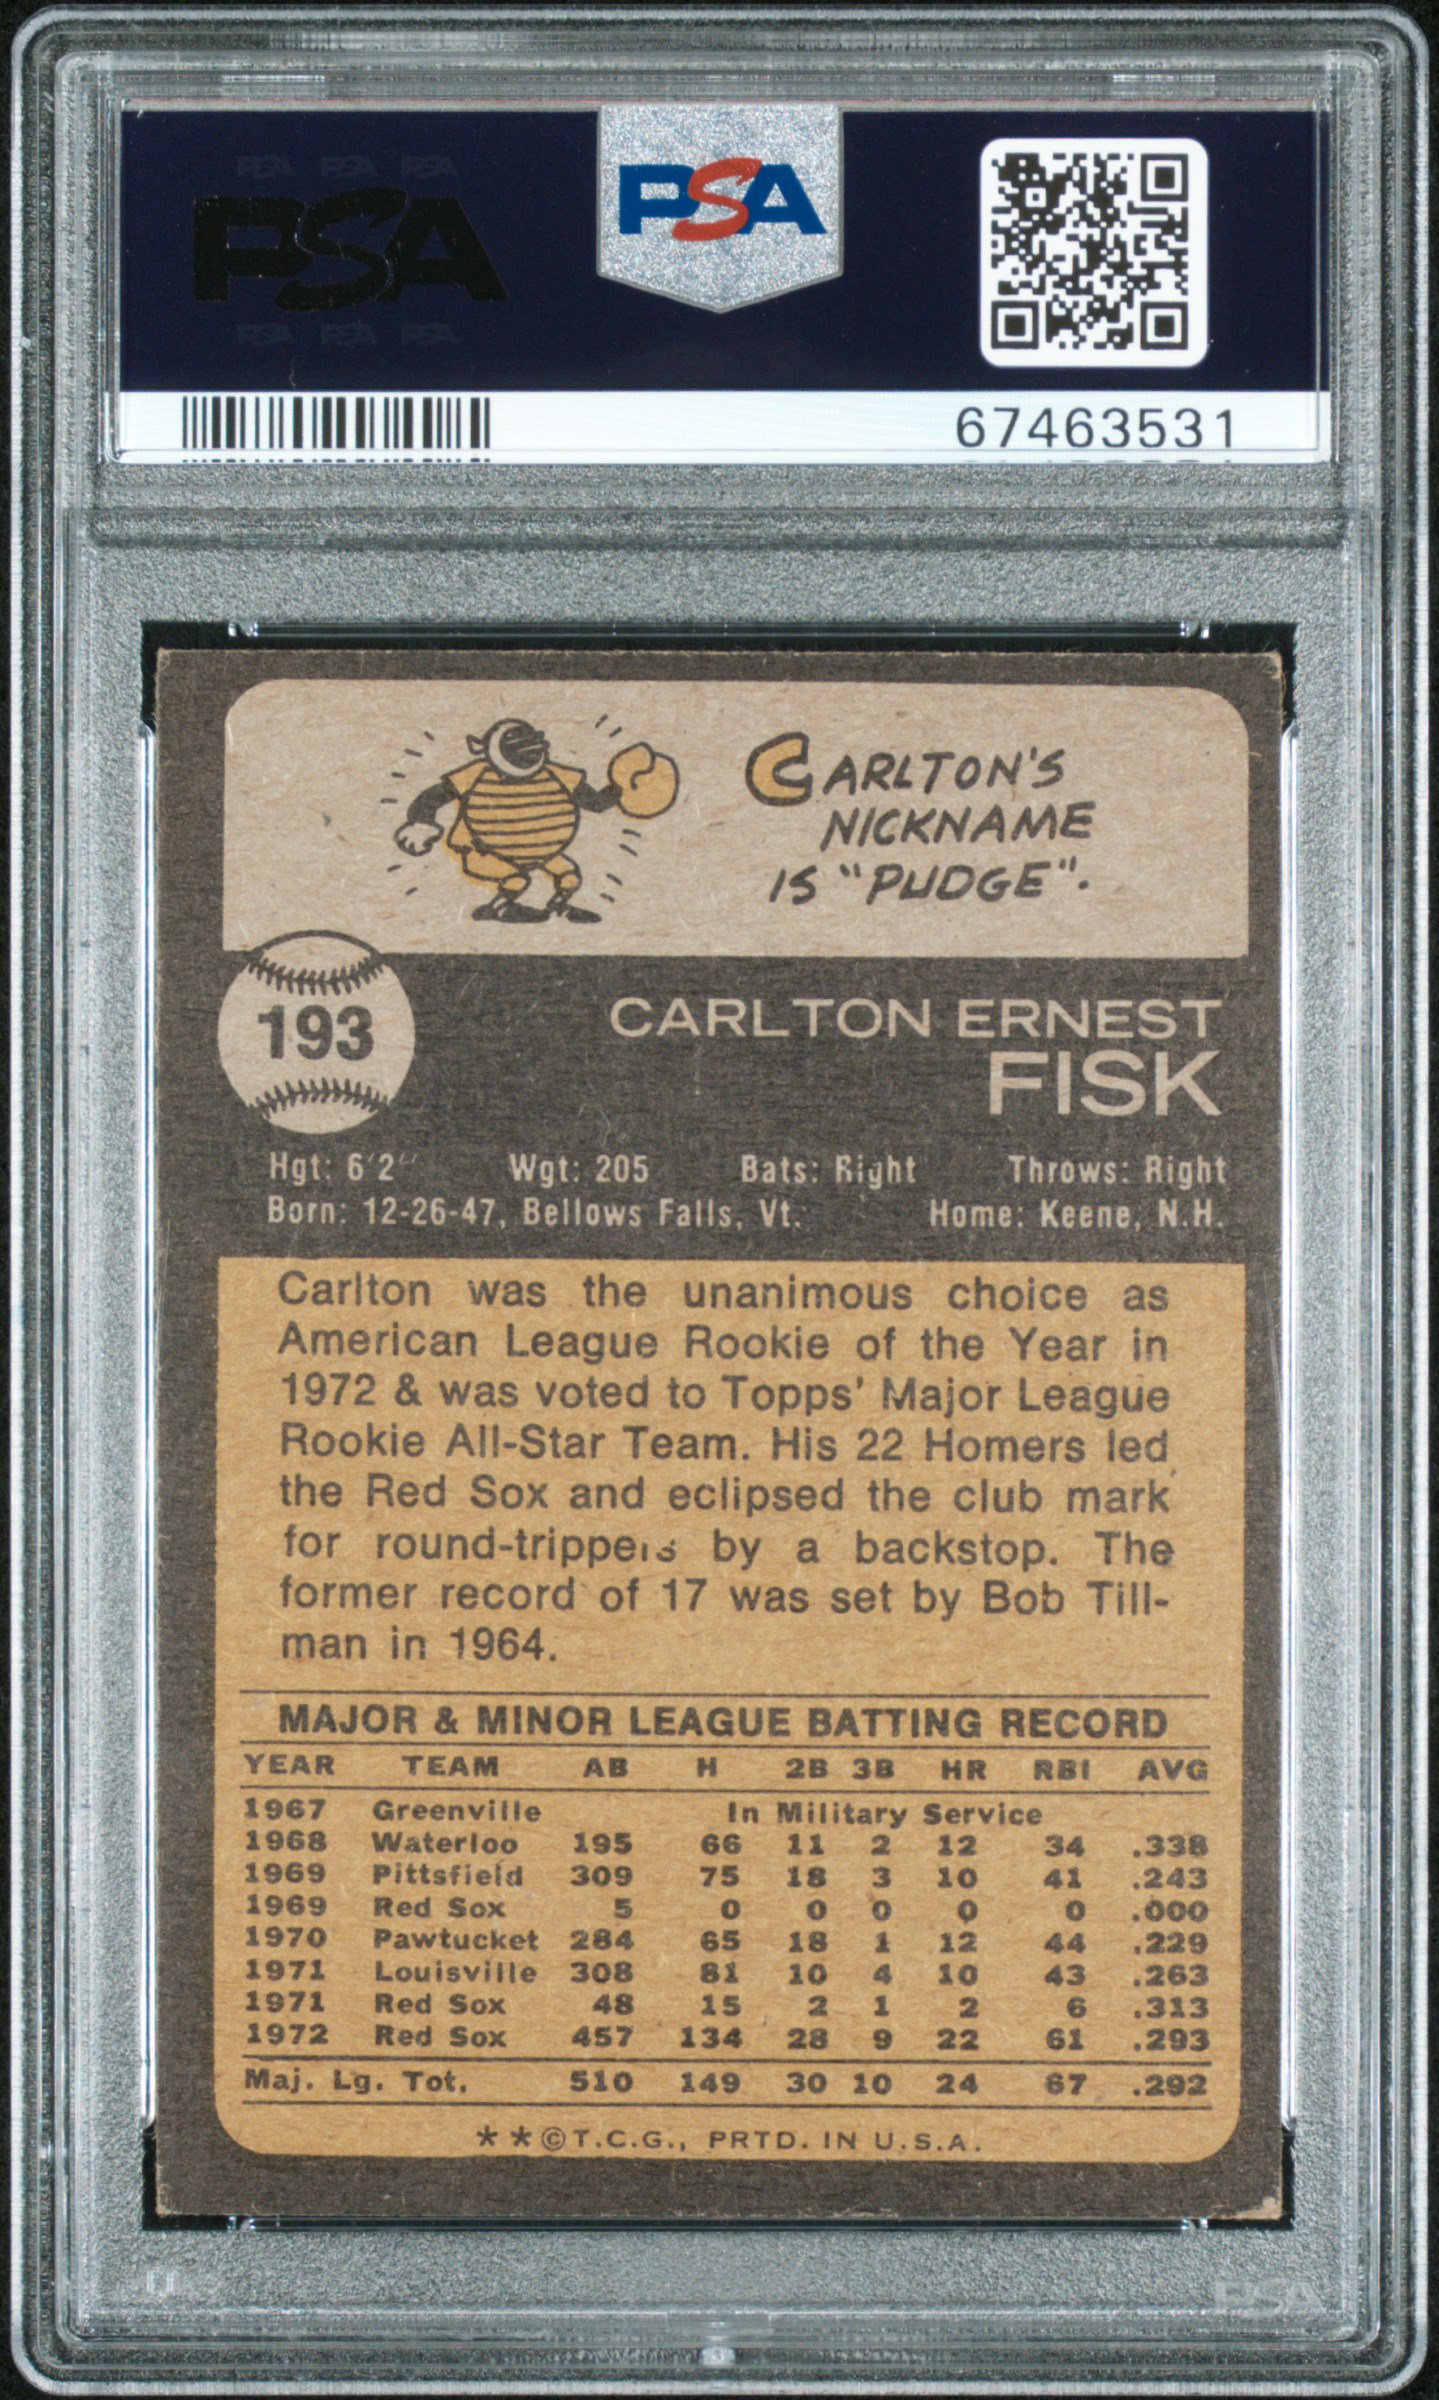 PSA PSA PSA
PSA
PSA PSA PSA
PSA
67463531
CARLTON'S
NICKNAME
IS "PUDGE".
193
CARLTON ERNEST
FISK
Hgt: 6'2" Wgt: 205 Bats: Right Throws: Right
Born: 12-26-47, Bellows Falls, Vt. Home: Keene, N.H.
Carlton was the unanimous choice as
American League Rookie of the Year in
1972 & was voted to Topps' Major League
Rookie All-Star Team. His 22 Homers led
the Red Sox and eclipsed the club mark
for round-trippers by a backstop. The
former record of 17 was set by Bob Till-
man in 1964.
MAJOR & MINOR LEAGUE BATTING RECORD
YEAR TEAM AB H 2B 3B HR RBI AVG
1967 Greenville In Military Service
1968 Waterloo 195 66 11 2 12 34 .338
1969 Pittsfield 309 75 18 3 10 41 .243
1969 Red Sox 5 0 0 0 0 0 .000
1970 Pawtucket 284 65 18 1 12 44 .229
1971 Louisville 308 81 10 4 10 43 .263
1971 Red Sox 48 15 2 1 2 6 .313
1972 Red Sox 457 134 28 9 22 61 .293
Maj. Lg. Tot. 510 149 30 10 24 67 .292
**©T.C.G., PRTD. IN U.S.A.
PSA